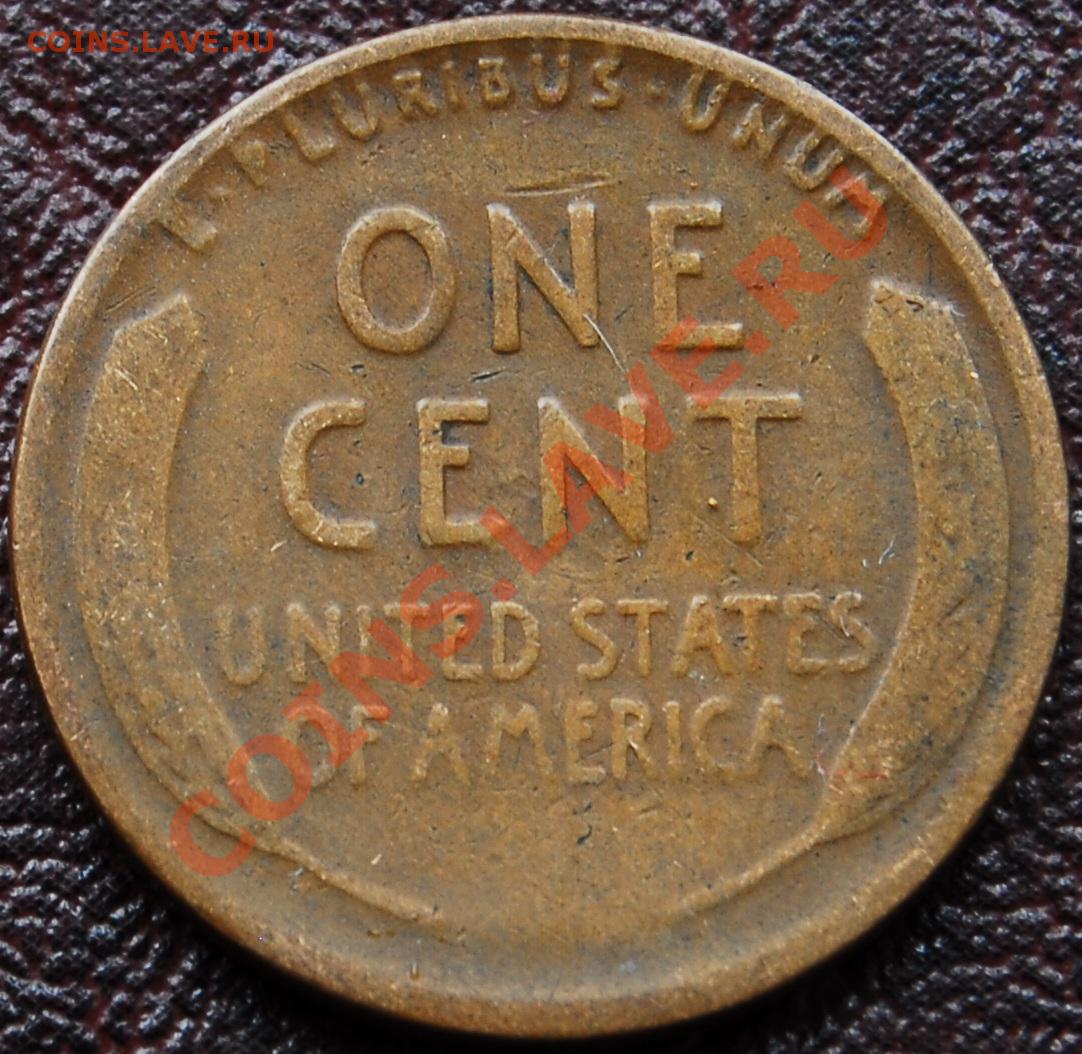 COINS.LAVE.RU
E·PLURIBUS·UNUM
ONE
CENT
UNITED STATES
OF AMERICA
COINS.LAVE.RU